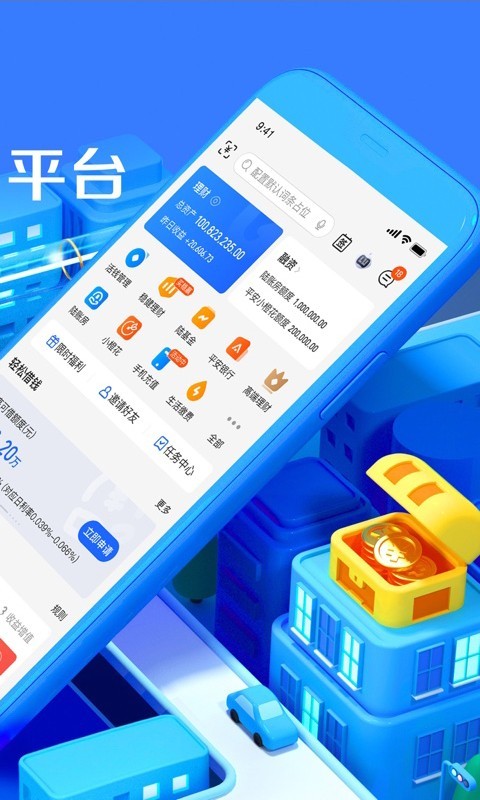 平台
9:41
配置默认词条占位
签
18
理财
总资产 100,823,235.00
昨日收益 +20,606.73
融资
陆账房额度 1,000,000.00
平安小橙花额度 200,000.00
活钱管理
稳健理财
陆基金
平安银行
高端理财
陆账房
小橙花
手机充值
生活缴费
全部
限时福利
邀请好友
任务中心
轻松借钱
更多
可借额度(元)
20万
(对应日利率0.039%~0.066%)
立即申请
规则
3 收益增值